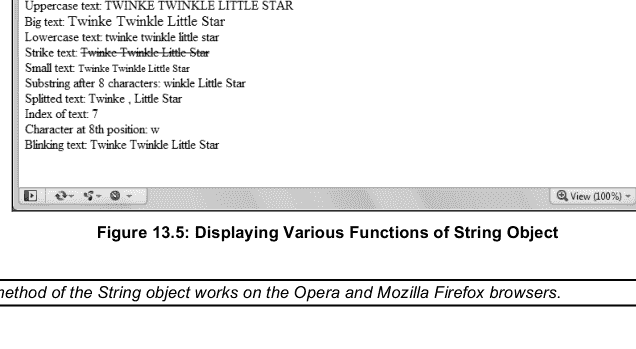 Uppercase text: TWINKE TWINKLE LITTLE STAR
Big text: Twinke Twinkle Little Star
Lowercase text: twinke twinkle little star
Strike text: Twinke Twinkle Little Star
Small text: Twinke Twinkle Little Star
Substring after 8 characters: winkle Little Star
Splitted text: Twinke , Little Star
Index of text: 7
Character at 8th position: w
Blinking text: Twinke Twinkle Little Star
View (100%)
Figure 13.5: Displaying Various Functions of String Object
method of the String object works on the Opera and Mozilla Firefox browsers.